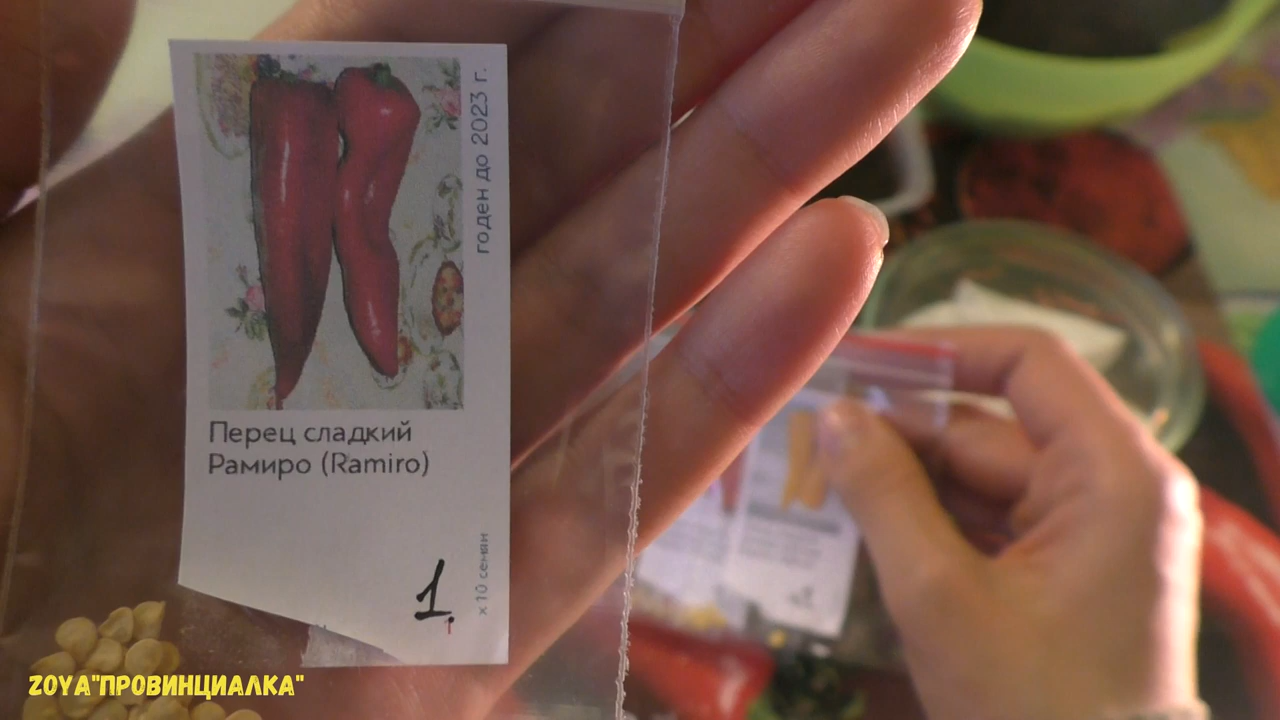 годен до 2023 г.
Перец сладкий
Рамиро (Ramiro)
х 10 семян
1.
ZOYA"ПРОВИНЦИАЛКА"